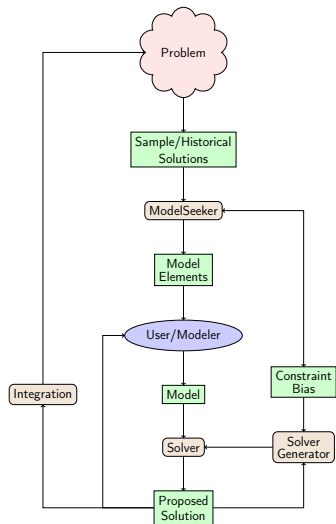 Problem
Sample/Historical
Solutions
ModelSeeker
Model
Elements
User/Modeler
Constraint
Bias
Integration
Model
Solver
Solver
Generator
Proposed
Solution